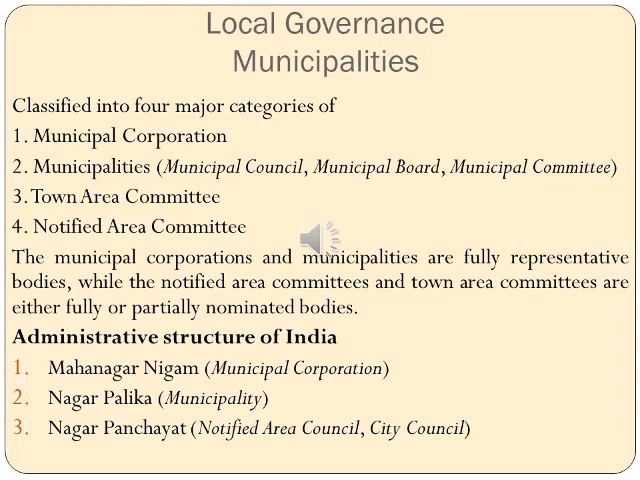 Local Governance
Municipalities
Classified into four major categories of
1. Municipal Corporation
2. Municipalities (Municipal Council, Municipal Board, Municipal Committee)
3. Town Area Committee
4. Notified Area Committee
The municipal corporations and municipalities are fully representative
bodies, while the notified area committees and town area committees are
either fully or partially nominated bodies.
Administrative structure of India
1. Mahanagar Nigam (Municipal Corporation)
2. Nagar Palika (Municipality)
3. Nagar Panchayat (Notified Area Council, City Council)